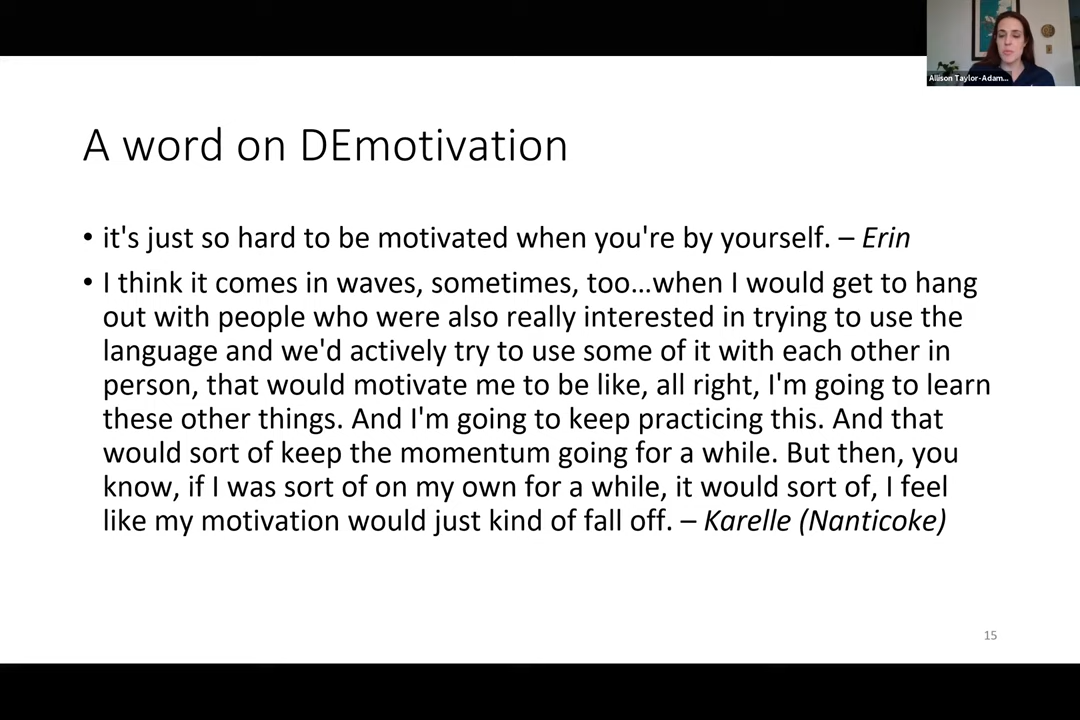 Allison Taylor-Adam...
A word on DEmotivation
• it's just so hard to be motivated when you're by yourself. – Erin
• I think it comes in waves, sometimes, too…when I would get to hang
out with people who were also really interested in trying to use the
language and we'd actively try to use some of it with each other in
person, that would motivate me to be like, all right, I'm going to learn
these other things. And I'm going to keep practicing this. And that
would sort of keep the momentum going for a while. But then, you
know, if I was sort of on my own for a while, it would sort of, I feel
like my motivation would just kind of fall off. – Karelle (Nanticoke)
15